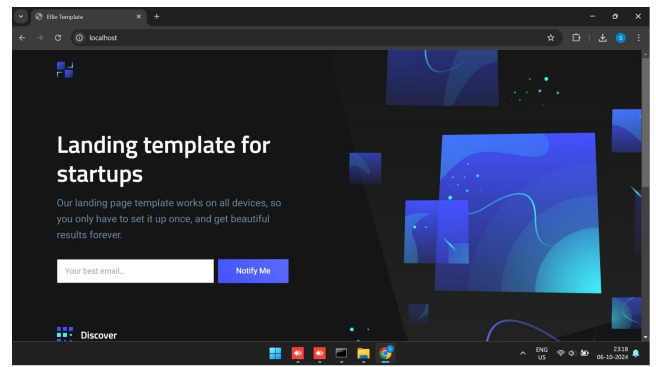 Ellie Template
localhost
S
Landing template for
startups
Our landing page template works on all devices, so
you only have to set it up once, and get beautiful
results forever.
Your best email...
Notify Me
Discover
ENG
US
23:18
06-10-2024